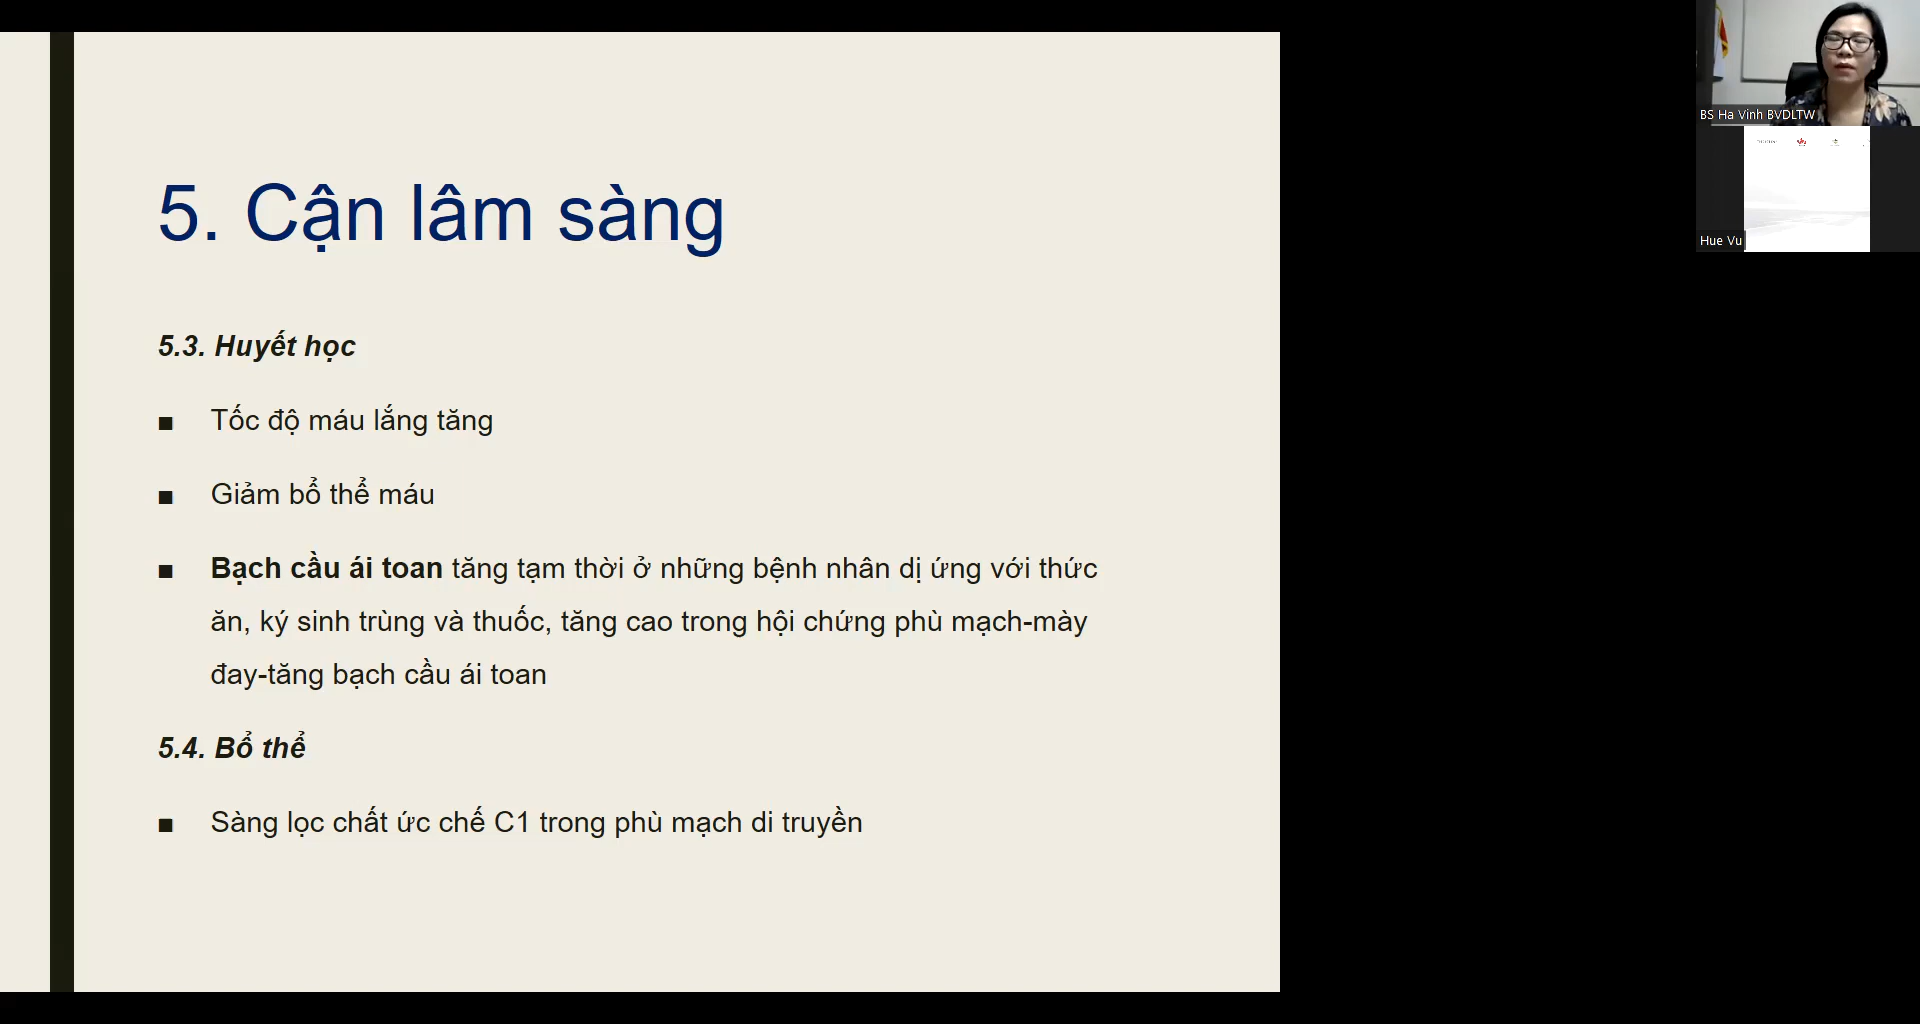 5. Cận lâm sàng
5.3. Huyết học
■ Tốc độ máu lắng tăng
■ Giảm bổ thể máu
■ Bạch cầu ái toan tăng tạm thời ở những bệnh nhân dị ứng với thức
ăn, ký sinh trùng và thuốc, tăng cao trong hội chứng phù mạch-mày
đay-tăng bạch cầu ái toan
5.4. Bổ thể
■ Sàng lọc chất ức chế C1 trong phù mạch di truyền
BS Ha Vinh BVDLTW
Hue Vu